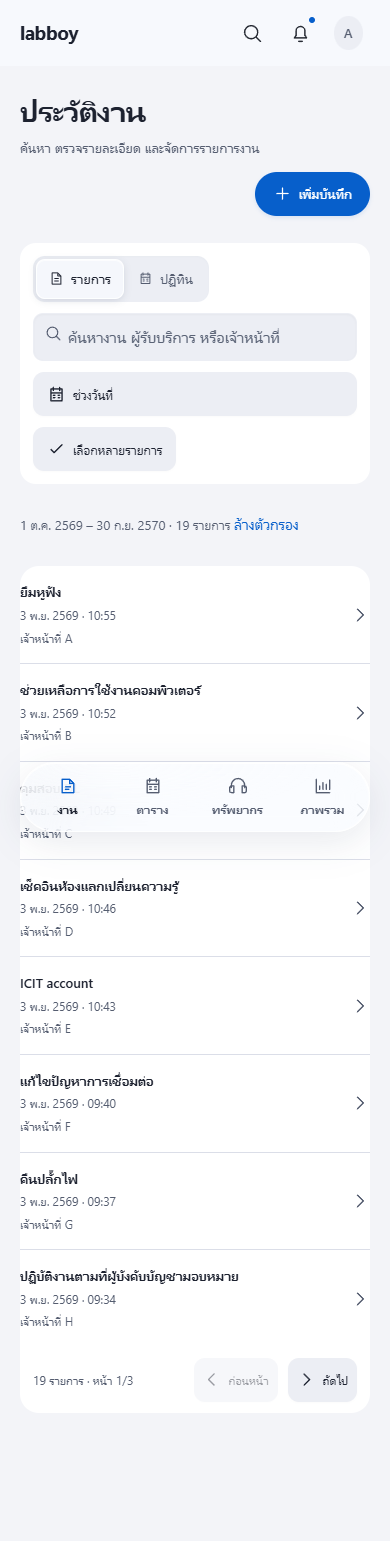 labboy
A
ประวัติงาน
ค้นหา ตรวจรายละเอียด และจัดการรายการงาน
เพิ่มบันทึก
รายการ
ปฏิทิน
ค้นหางาน ผู้รับบริการ หรือเจ้าหน้าที่
ช่วงวันที่
เลือกหลายรายการ
1 ต.ค. 2569 – 30 ก.ย. 2570 · 19 รายการ ล้างตัวกรอง
ยืมหูฟัง
3 พ.ย. 2569 · 10:55
เจ้าหน้าที่ A
ช่วยเหลือการใช้งานคอมพิวเตอร์
3 พ.ย. 2569 · 10:52
เจ้าหน้าที่ B
คุมสอบ
3 พ.ย. 2569 · 10:49
งาน
ตาราง
ทรัพยากร
ภาพรวม
เจ้าหน้าที่ C
เช็คอินห้องแลกเปลี่ยนความรู้
3 พ.ย. 2569 · 10:46
เจ้าหน้าที่ D
ICIT account
3 พ.ย. 2569 · 10:43
เจ้าหน้าที่ E
แก้ไขปัญหาการเชื่อมต่อ
3 พ.ย. 2569 · 09:40
เจ้าหน้าที่ F
คืนปลั๊กไฟ
3 พ.ย. 2569 · 09:37
เจ้าหน้าที่ G
ปฏิบัติงานตามที่ผู้บังคับบัญชามอบหมาย
3 พ.ย. 2569 · 09:34
เจ้าหน้าที่ H
19 รายการ · หน้า 1/3
ก่อนหน้า
ถัดไป